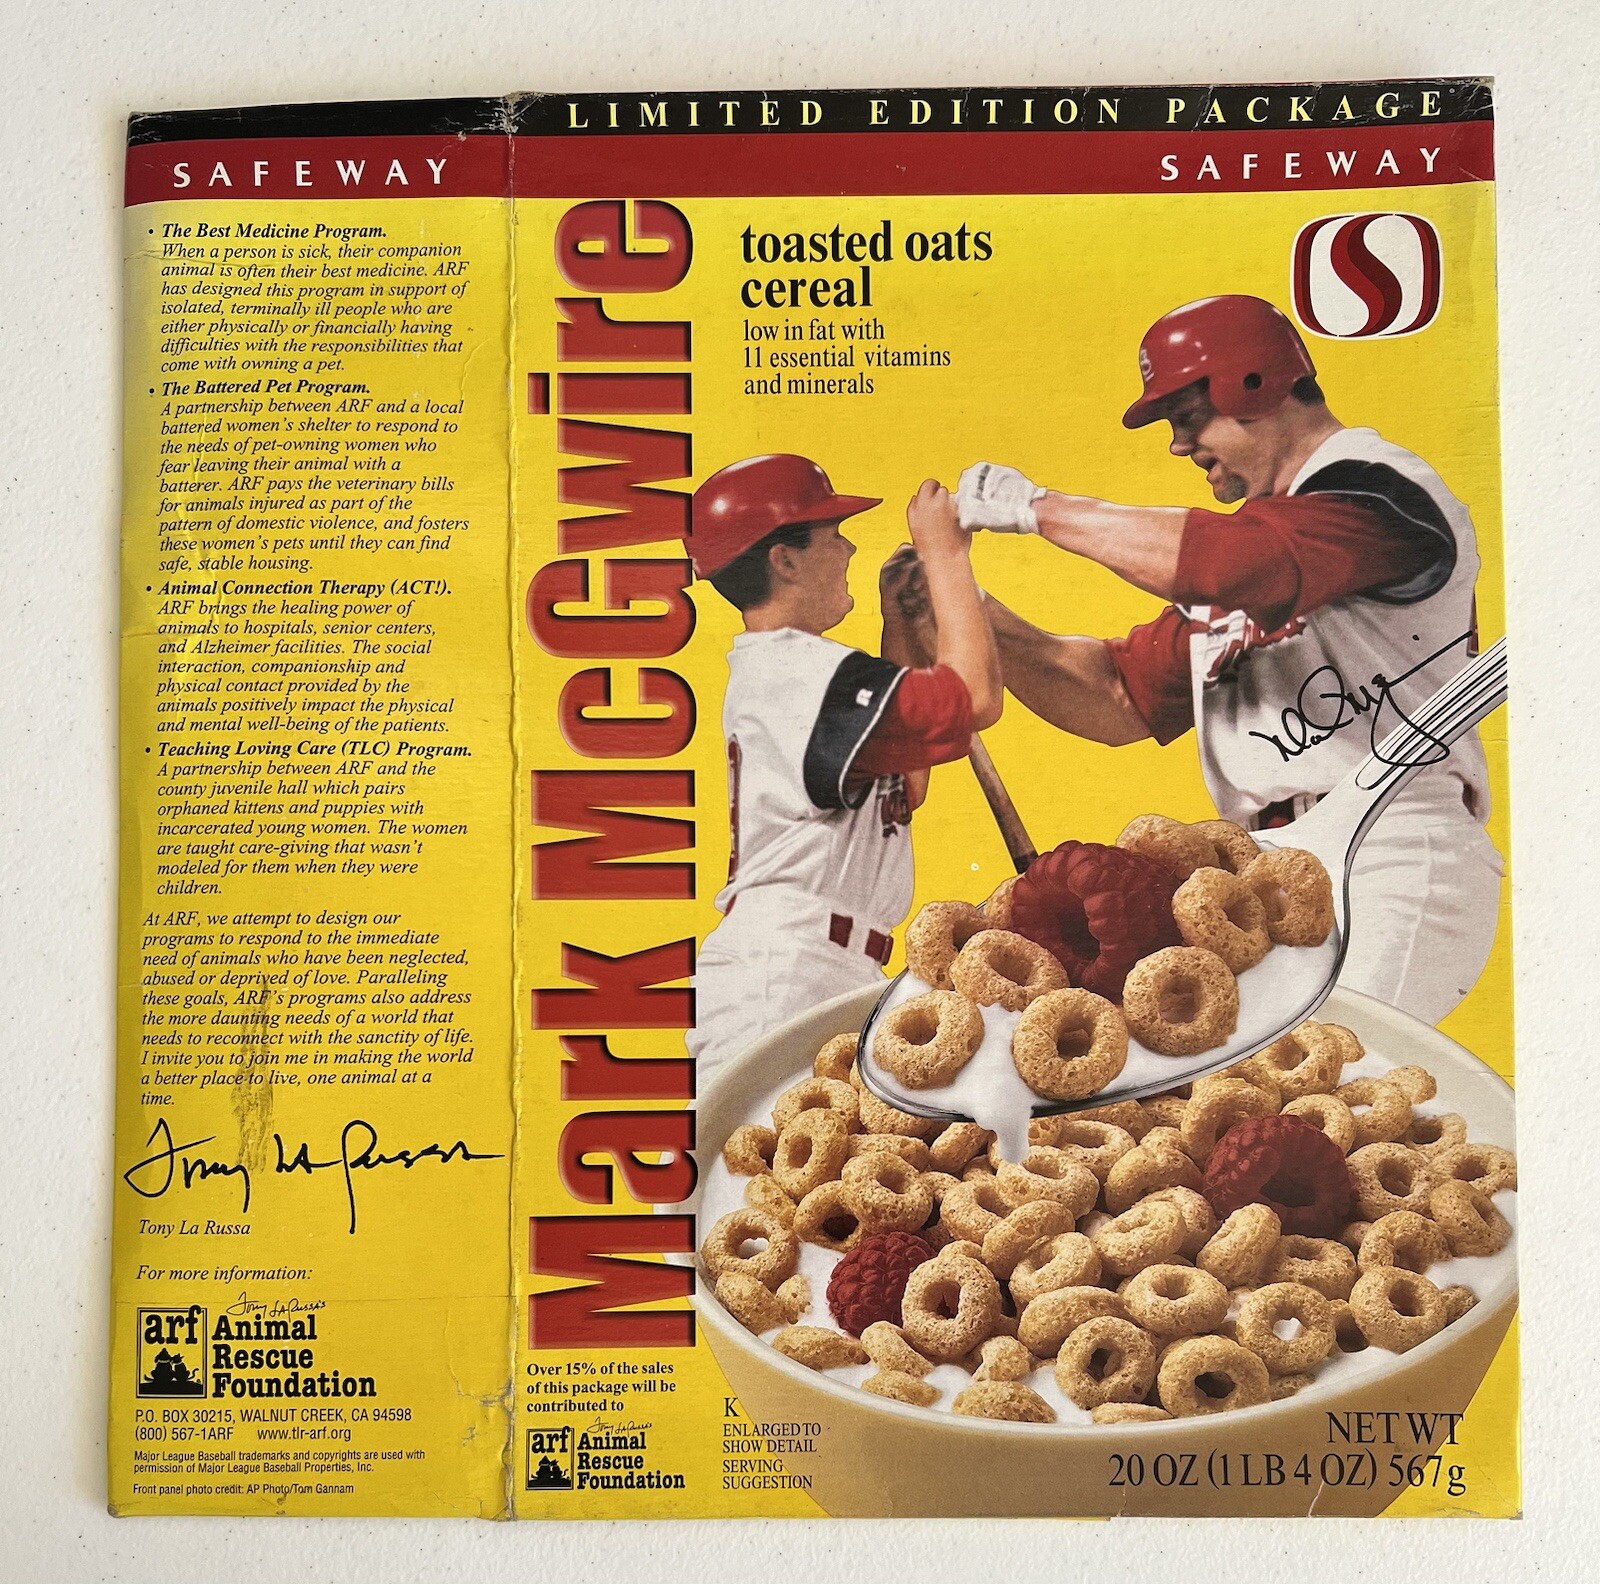 LIMITED EDITION PACKAGE
SAFEWAY
SAFEWAY
• The Best Medicine Program.
When a person is sick, their companion
animal is often their best medicine. ARF
has designed this program in support of
isolated, terminally ill people who are
either physically or financially having
difficulties with the responsibilities that
come with owning a pet.
• The Battered Pet Program.
A partnership between ARF and a local
battered women's shelter to respond to
the needs of pet-owning women who
fear leaving their animal with a
batterer. ARF pays the veterinary bills
for animals injured as part of the
pattern of domestic violence, and fosters
these women's pets until they can find
safe, stable housing.
• Animal Connection Therapy (ACT!).
ARF brings the healing power of
animals to hospitals, senior centers,
and Alzheimer facilities. The social
interaction, companionship and
physical contact provided by the
animals positively impact the physical
and mental well-being of the patients.
• Teaching Loving Care (TLC) Program.
A partnership between ARF and the
county juvenile hall which pairs
orphaned kittens and puppies with
incarcerated young women. The women
are taught care-giving that wasn't
modeled for them when they were
children.
At ARF, we attempt to design our
programs to respond to the immediate
need of animals who have been neglected,
abused or deprived of love. Paralleling
these goals, ARF's programs also address
the more daunting needs of a world that
needs to reconnect with the sanctity of life.
I invite you to join me in making the world
a better place to live, one animal at a
time.
Tony La Russa
Tony La Russa
For more information:
Tony La Russa's
arf Animal
Rescue
Foundation
P.O. BOX 30215, WALNUT CREEK, CA 94598
(800) 567-1ARF www.tlr-arf.org
Major League Baseball trademarks and copyrights are used with
permission of Major League Baseball Properties, Inc.
Front panel photo credit: AP Photo/Tom Gannam
Mark McGwire
toasted oats
cereal
low in fat with
11 essential vitamins
and minerals
Over 15% of the sales
of this package will be
contributed to
Tony La Russa's
arf Animal
Rescue
Foundation
K
ENLARGED TO
SHOW DETAIL
SERVING
SUGGESTION
NET WT
20 OZ (1 LB 4 OZ) 567g